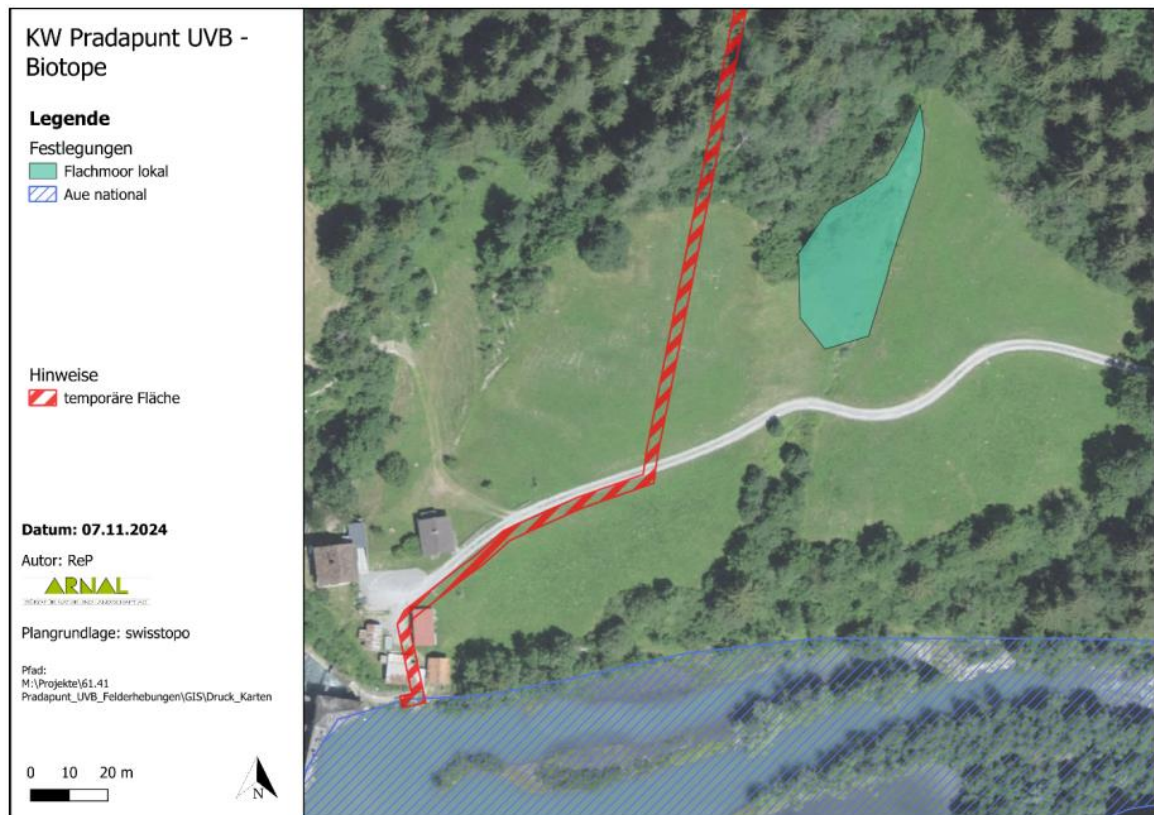 KW Pradapunt UVB -
Biotope
Legende
Festlegungen
Flachmoor lokal
Aue national
Hinweise
temporäre Fläche
Datum: 07.11.2024
Autor: ReP
ARNAL
Plangrundlage: swisstopo
Pfad:
M:\Projekte\61.41
Pradapunt_UVB_Felderhebungen\GIS\Druck_Karten
0 10 20 m
N